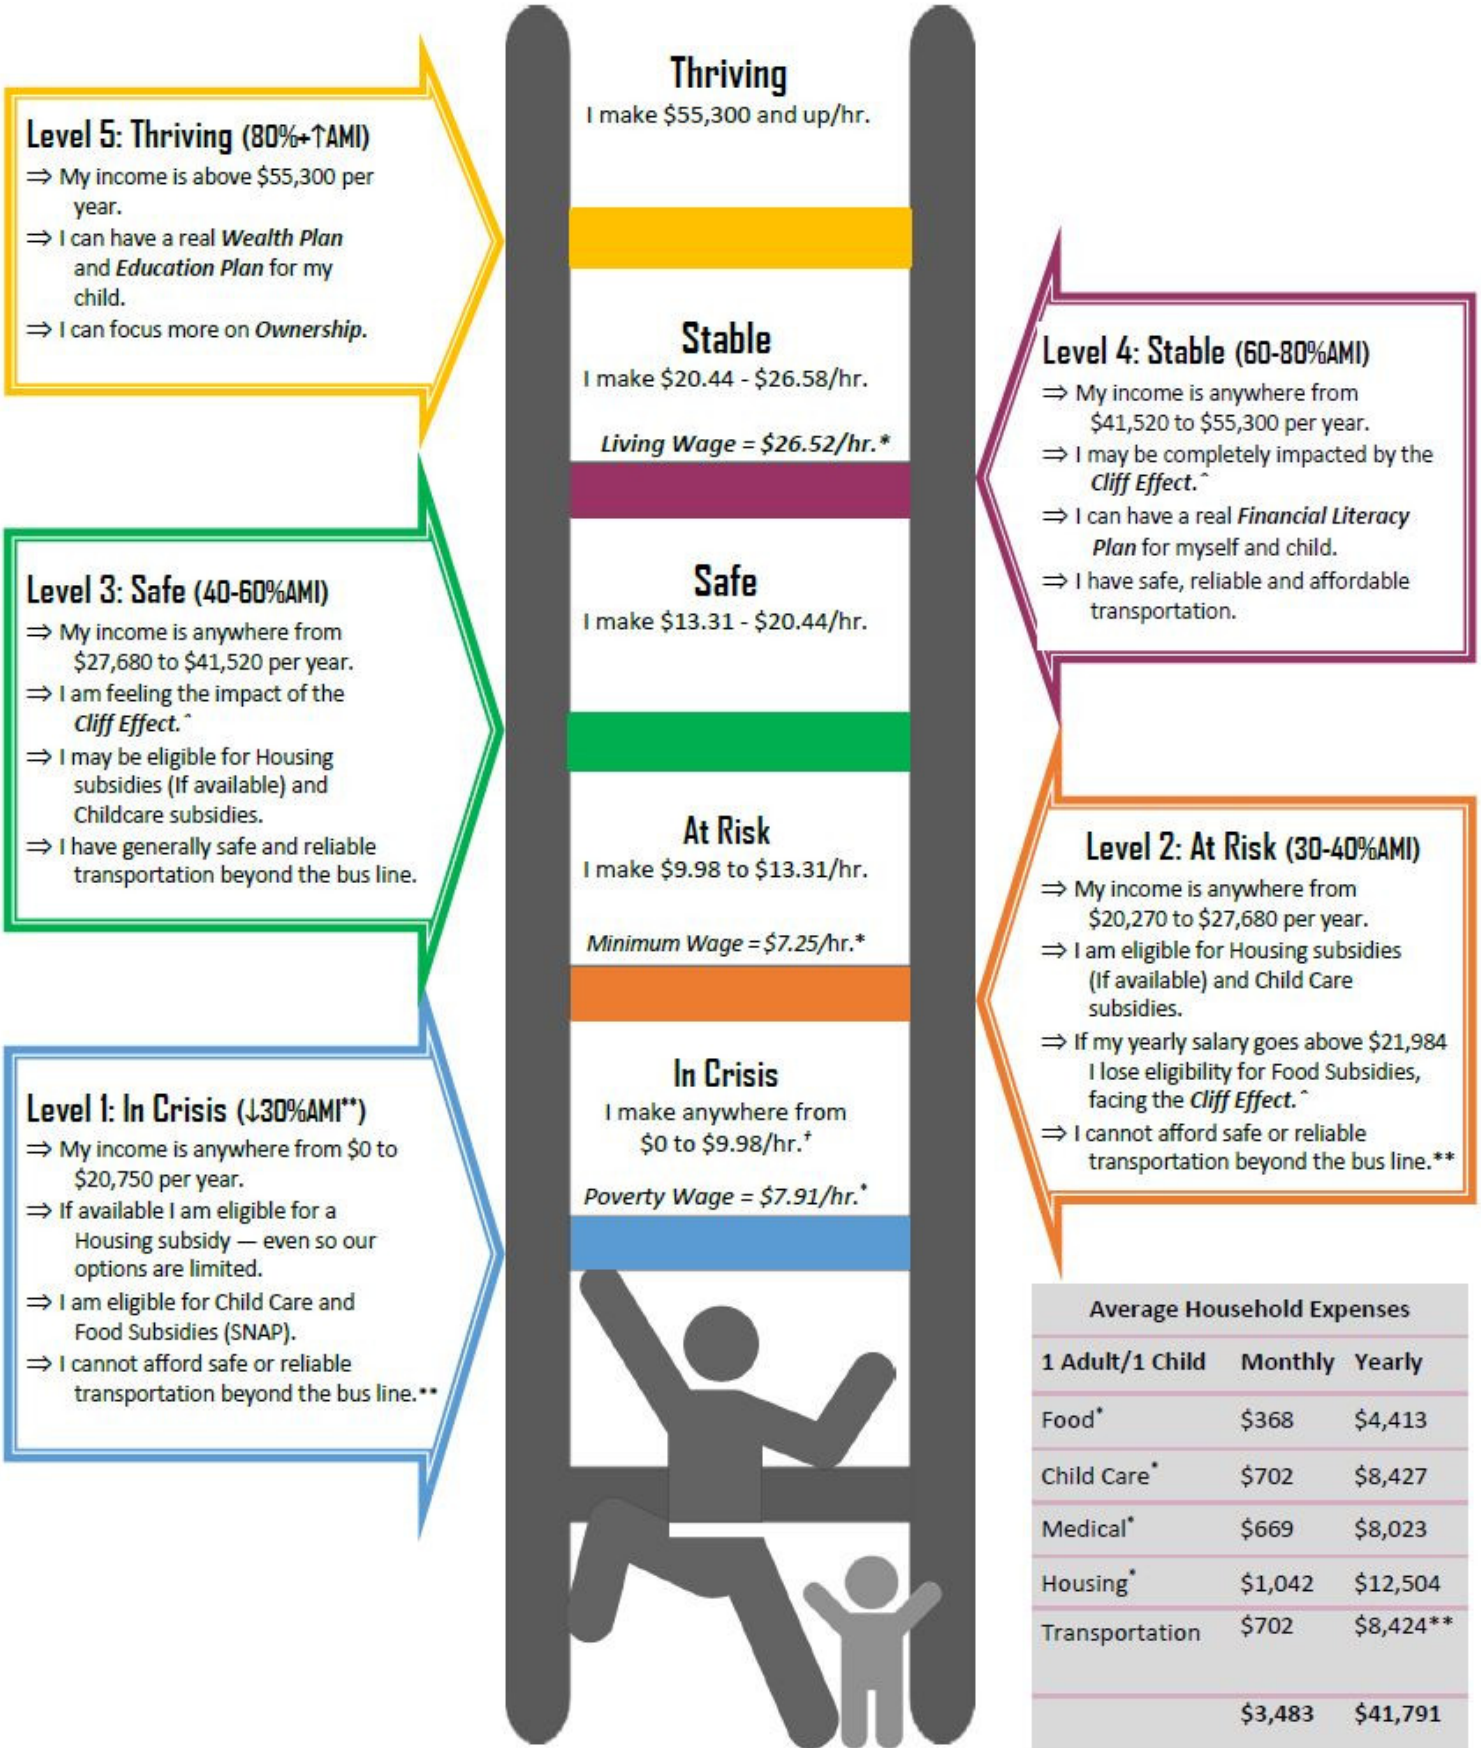 Thriving
I make $55,300 and up/hr.
Level 5: Thriving (80%+↑AMI)
⇒ My income is above $55,300 per
year.
⇒ I can have a real Wealth Plan
and Education Plan for my
child.
⇒ I can focus more on Ownership.
Stable
I make $20.44 - $26.58/hr.
Living Wage = $26.52/hr.*
Level 4: Stable (60-80%AMI)
⇒ My income is anywhere from
$41,520 to $55,300 per year.
⇒ I may be completely impacted by the
Cliff Effect.^
⇒ I can have a real Financial Literacy
Plan for myself and child.
⇒ I have safe, reliable and affordable
transportation.
Safe
I make $13.31 - $20.44/hr.
Level 3: Safe (40-60%AMI)
⇒ My income is anywhere from
$27,680 to $41,520 per year.
⇒ I am feeling the impact of the
Cliff Effect.^
⇒ I may be eligible for Housing
subsidies (If available) and
Childcare subsidies.
⇒ I have generally safe and reliable
transportation beyond the bus line.
At Risk
I make $9.98 to $13.31/hr.
Minimum Wage = $7.25/hr.*
Level 2: At Risk (30-40%AMI)
⇒ My income is anywhere from
$20,270 to $27,680 per year.
⇒ I am eligible for Housing subsidies
(If available) and Child Care
subsidies.
⇒ If my yearly salary goes above $21,984
I lose eligibility for Food Subsidies,
facing the Cliff Effect.^
⇒ I cannot afford safe or reliable
transportation beyond the bus line.**
In Crisis
I make anywhere from
$0 to $9.98/hr.†
Poverty Wage = $7.91/hr.*
Level 1: In Crisis (↓30%AMI**)
⇒ My income is anywhere from $0 to
$20,750 per year.
⇒ If available I am eligible for a
Housing subsidy — even so our
options are limited.
⇒ I am eligible for Child Care and
Food Subsidies (SNAP).
⇒ I cannot afford safe or reliable
transportation beyond the bus line.**
Average Household Expenses
1 Adult/1 Child Monthly Yearly
Food* $368 $4,413
Child Care* $702 $8,427
Medical* $669 $8,023
Housing* $1,042 $12,504
Transportation $702 $8,424**
$3,483 $41,791